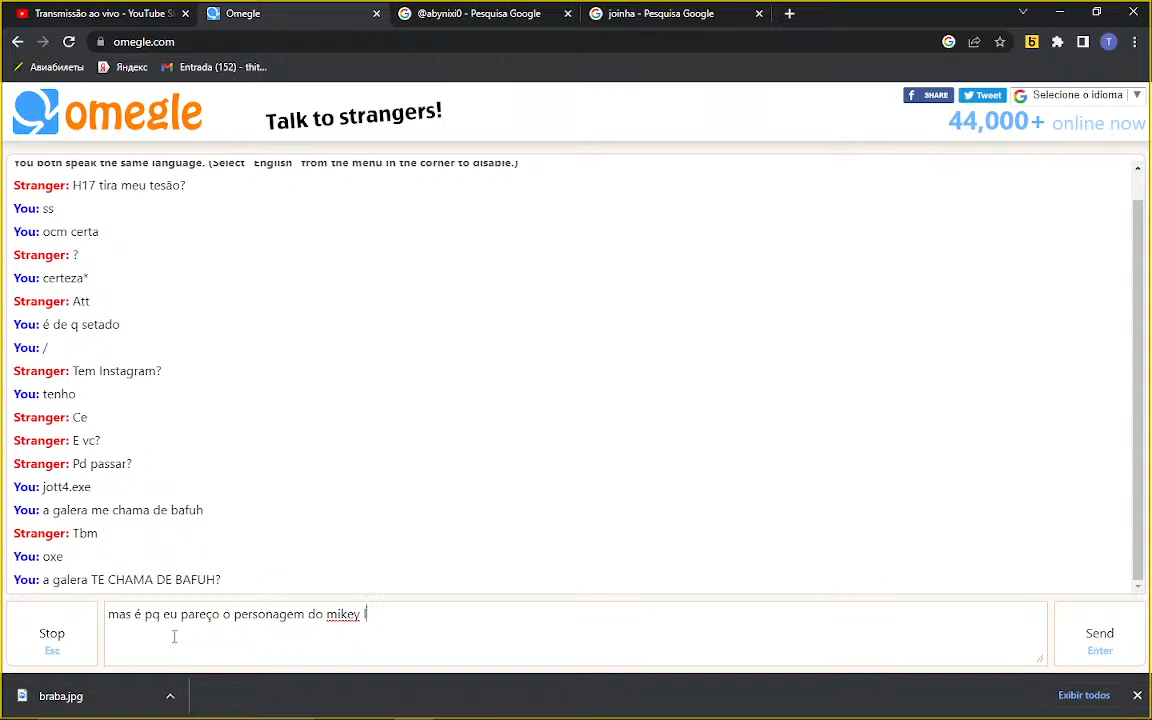 Transmissão ao vivo - YouTube S
Omegle
@abynixi0 - Pesquisa Google
joinha - Pesquisa Google
omegle.com
T
Авиабилеты
Яндекс
Entrada (152) - thit...
omegle
Talk to strangers!
SHARE
Tweet
Selecione o idioma
44,000+ online now
You both speak the same language. (Select "English" from the menu in the corner to disable.)
Stranger: H17 tira meu tesão?
You: ss
You: ocm certa
Stranger: ?
You: certeza*
Stranger: Att
You: é de q setado
You: /
Stranger: Tem Instagram?
You: tenho
Stranger: Ce
Stranger: E vc?
Stranger: Pd passar?
You: jott4.exe
You: a galera me chama de bafuh
Stranger: Tbm
You: oxe
You: a galera TE CHAMA DE BAFUH?
mas é pq eu pareço o personagem do mikey
Stop
Esc
Send
Enter
braba.jpg
Exibir todos